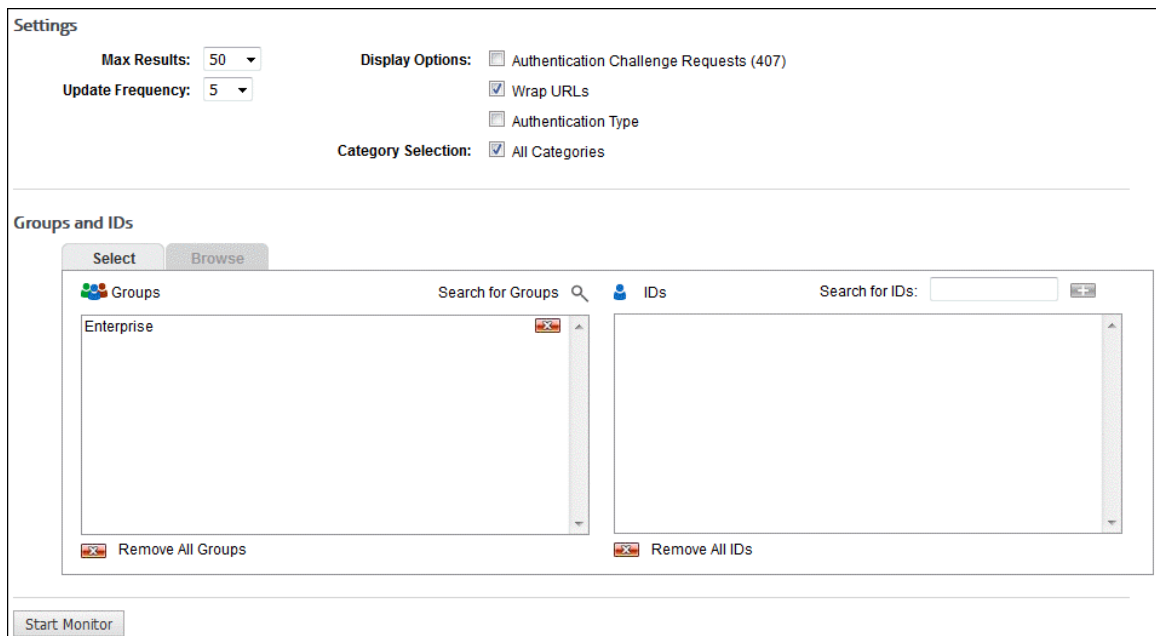 Settings
Max Results: 50
Display Options: Authentication Challenge Requests (407)
Update Frequency: 5
Wrap URLs
Authentication Type
Category Selection: All Categories
Groups and IDs
Select Browse
Groups Search for Groups IDs Search for IDs:
Enterprise
Remove All Groups Remove All IDs
Start Monitor